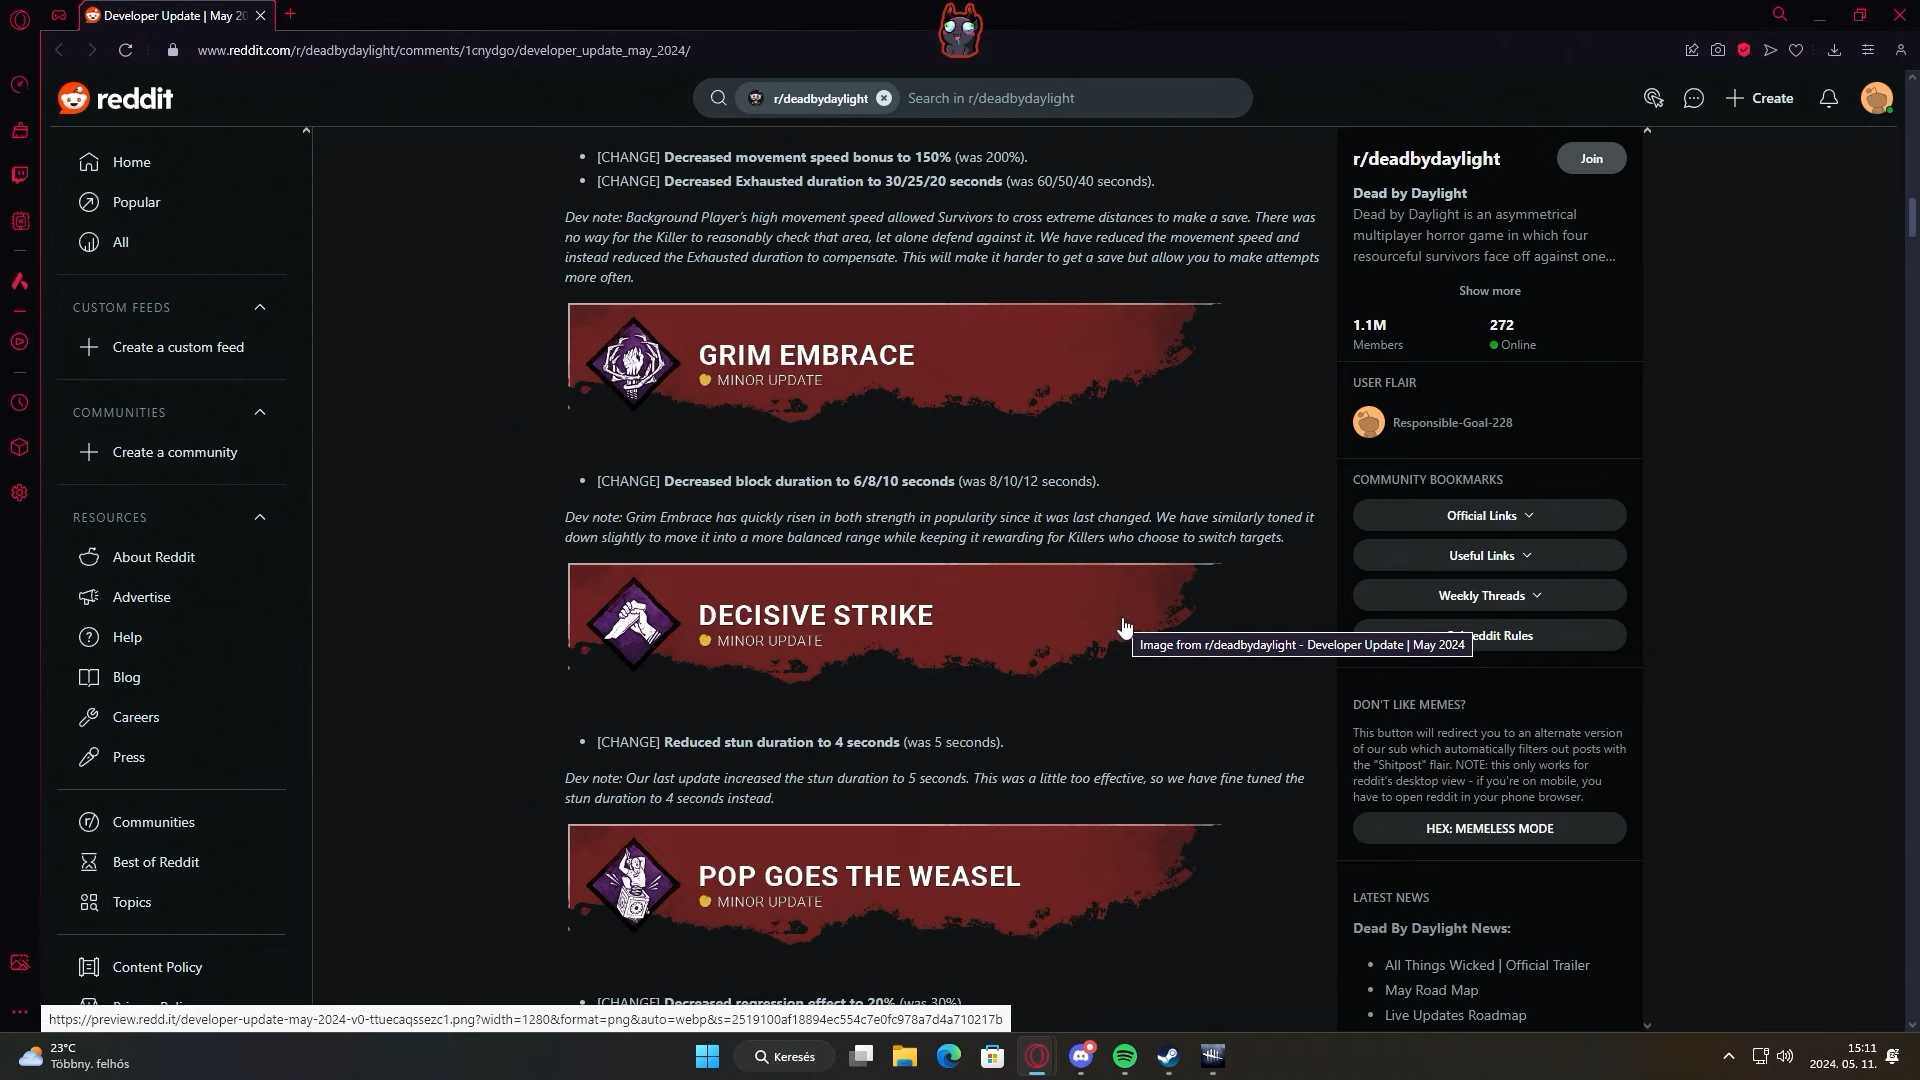 Developer Update | May 20
www.reddit.com/r/deadbydaylight/comments/1cnydgo/developer_update_may_2024/
reddit
r/deadbydaylight
Search in r/deadbydaylight
Create
Home
Popular
All
CUSTOM FEEDS
Create a custom feed
COMMUNITIES
Create a community
RESOURCES
About Reddit
Advertise
Help
Blog
Careers
Press
Communities
Best of Reddit
Topics
Content Policy
[CHANGE] Decreased movement speed bonus to 150% (was 200%).
[CHANGE] Decreased Exhausted duration to 30/25/20 seconds (was 60/50/40 seconds).
Dev note: Background Player's high movement speed allowed Survivors to cross extreme distances to make a save. There was
no way for the Killer to reasonably check that area, let alone defend against it. We have reduced the movement speed and
instead reduced the Exhausted duration to compensate. This will make it harder to get a save but allow you to make attempts
more often.
GRIM EMBRACE
MINOR UPDATE
[CHANGE] Decreased block duration to 6/8/10 seconds (was 8/10/12 seconds).
Dev note: Grim Embrace has quickly risen in both strength in popularity since it was last changed. We have similarly toned it
down slightly to move it into a more balanced range while keeping it rewarding for Killers who choose to switch targets.
DECISIVE STRIKE
MINOR UPDATE
[CHANGE] Reduced stun duration to 4 seconds (was 5 seconds).
Dev note: Our last update increased the stun duration to 5 seconds. This was a little too effective, so we have fine tuned the
stun duration to 4 seconds instead.
POP GOES THE WEASEL
MINOR UPDATE
[CHANGE] Decreased regression effect to 20% (was 30%)
r/deadbydaylight
Join
Dead by Daylight
Dead by Daylight is an asymmetrical
multiplayer horror game in which four
resourceful survivors face off against one...
Show more
1.1M
272
Members
Online
USER FLAIR
Responsible-Goal-228
COMMUNITY BOOKMARKS
Official Links
Useful Links
Weekly Threads
eddit Rules
Image from r/deadbydaylight - Developer Update | May 2024
DON'T LIKE MEMES?
This button will redirect you to an alternate version
of our sub which automatically filters out posts with
the "Shitpost" flair. NOTE: this only works for
reddit's desktop view - if you're on mobile, you
have to open reddit in your phone browser.
HEX: MEMELESS MODE
LATEST NEWS
Dead By Daylight News:
All Things Wicked | Official Trailer
May Road Map
Live Updates Roadmap
https://preview.redd.it/developer-update-may-2024-v0-ttuecaqssezc1.png?width=1280&format=png&auto=webp&s=2519100af18894ec554c7e0fc978a7d4a710217b
23°C
Többny. felhős
Keresés
15:11
2024. 05. 11.